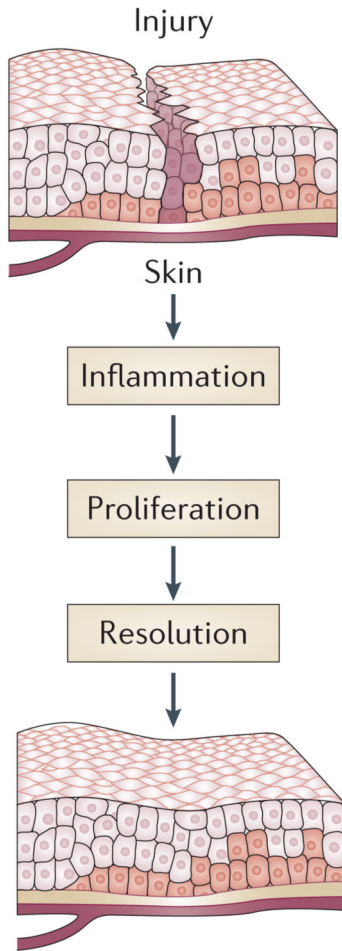 Injury
Skin
Inflammation
Proliferation
Resolution